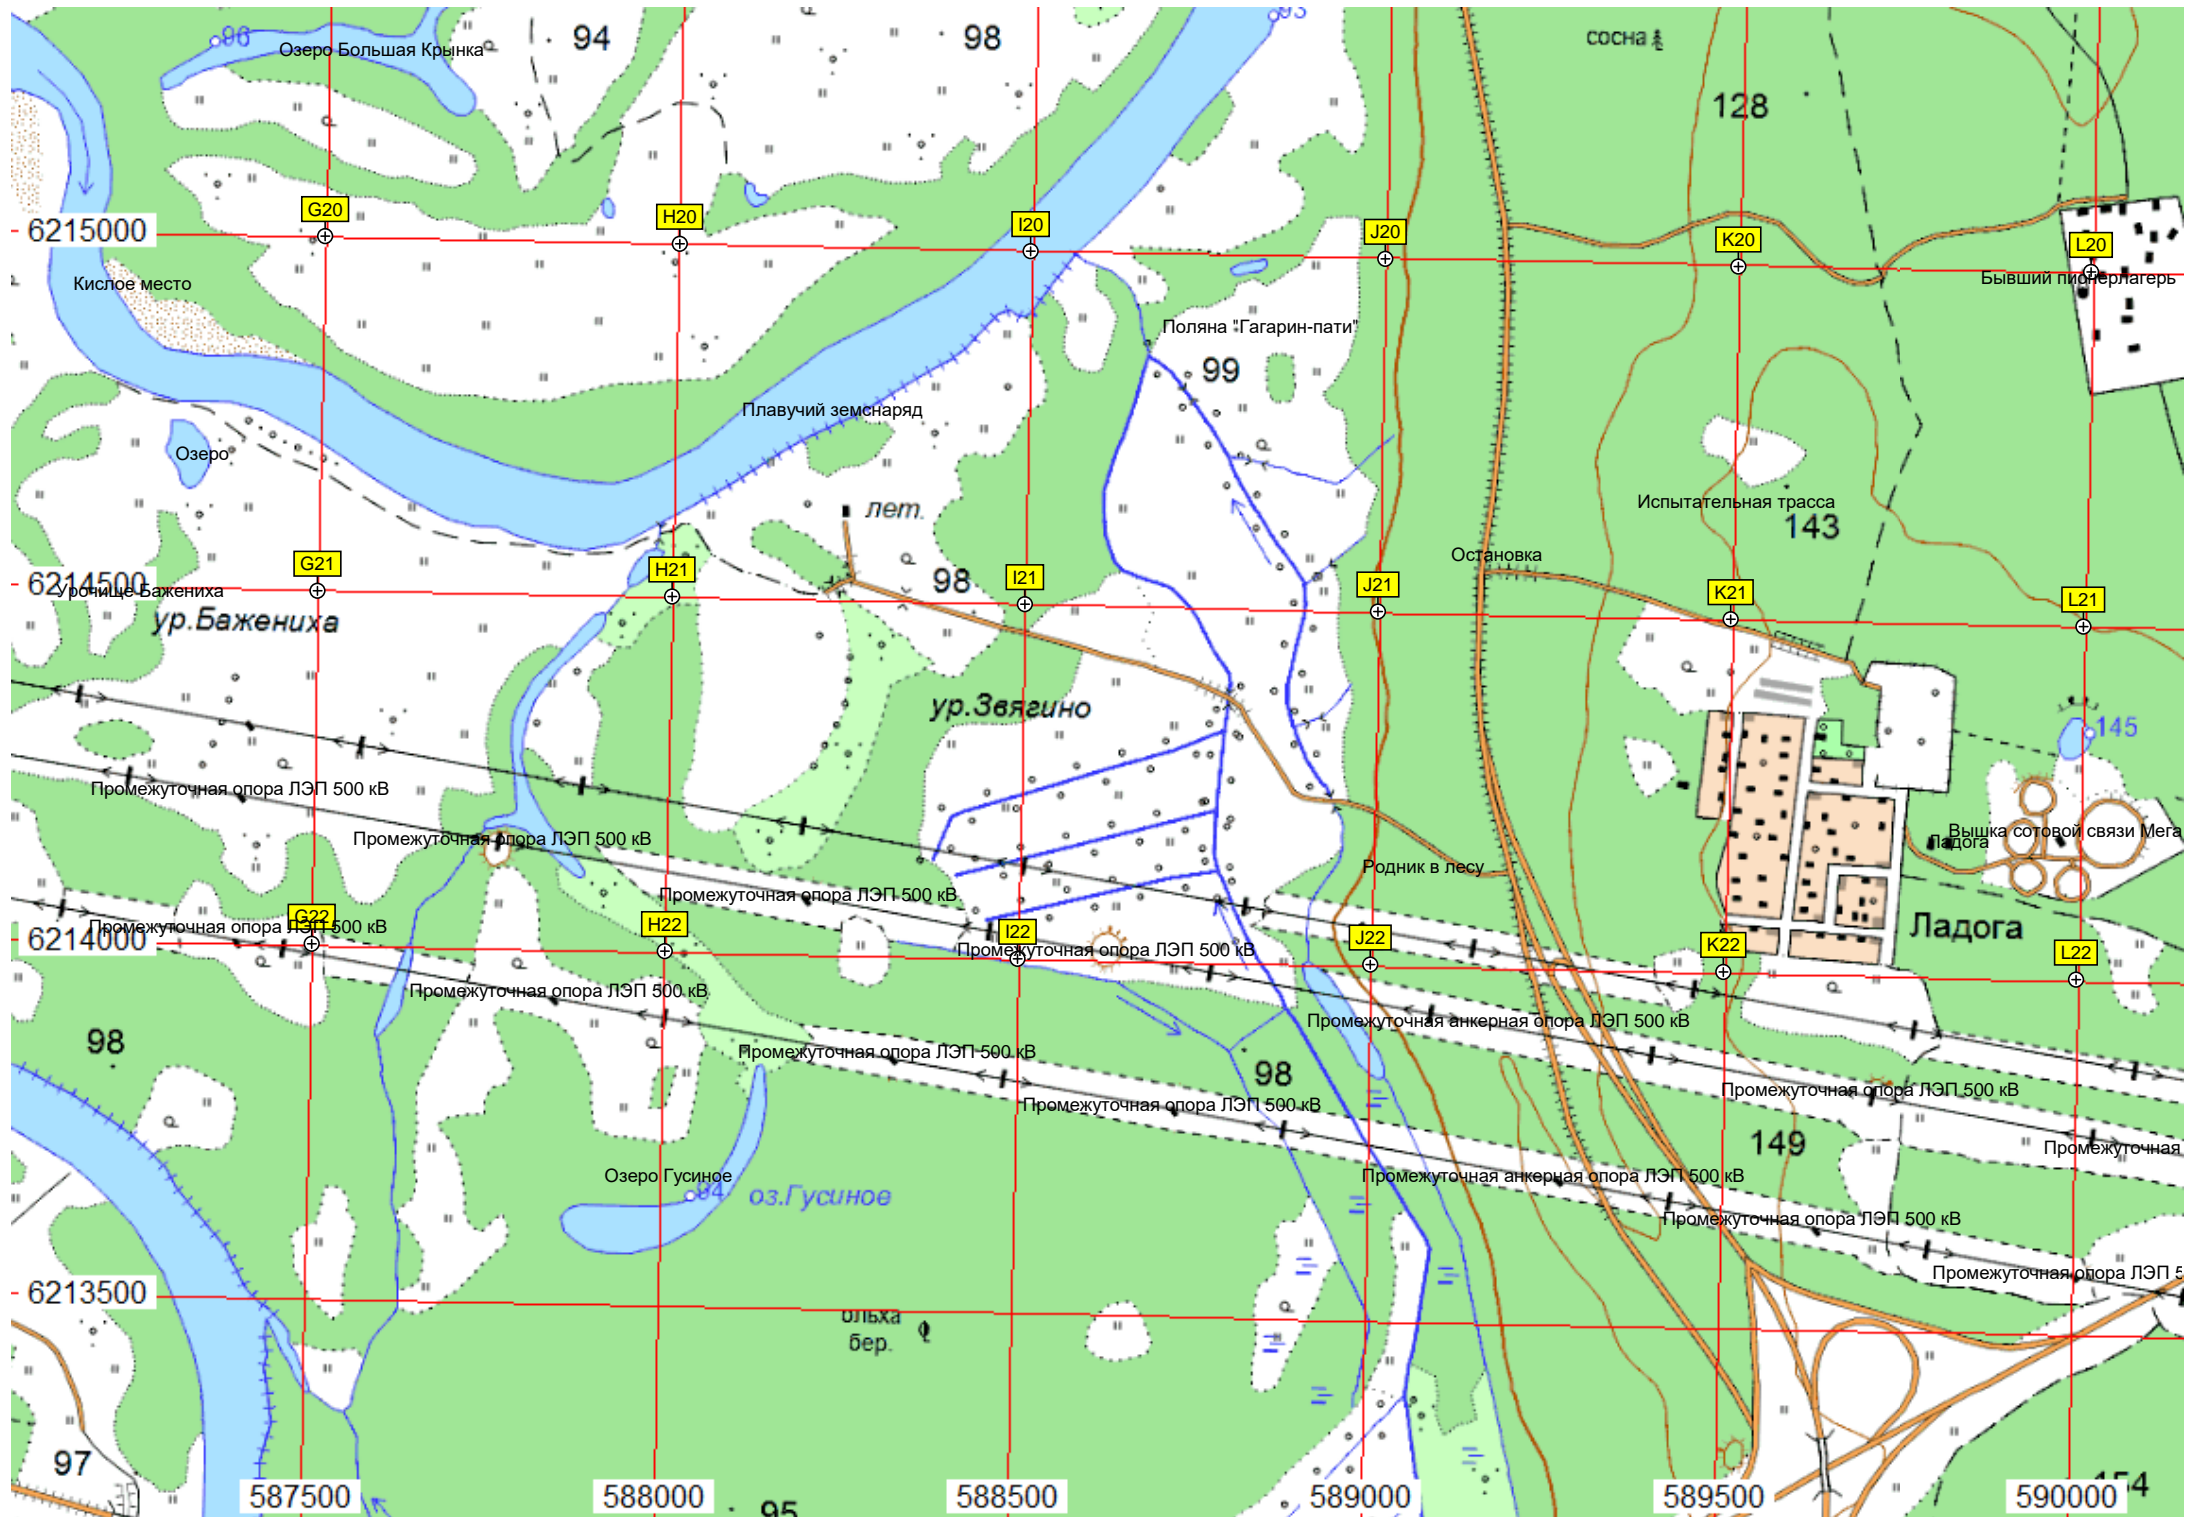 96
Озеро Большая Крынка
94
98
93
сосна
128
G20
H20
I20
J20
K20
L20
6215000
Кислое место
Бывший пионерлагерь
Поляна "Гагарин-пати"
99
Плавучий земснаряд
Озеро
лет.
Испытательная трасса
143
Остановка
G21
H21
98
I21
J21
K21
L21
6214500
Урочище Бажениха
ур.Бажениха
ур.Звягино
145
Промежуточная опора ЛЭП 500 кВ
Промежуточная опора ЛЭП 500 кВ
Вышка сотовой связи Мега
Ладога
Родник в лесу
Промежуточная опора ЛЭП 500 кВ
G22
H22
I22
J22
K22
L22
Ладога
6214000
Промежуточная опора ЛЭП 500 кВ
Промежуточная опора ЛЭП 500 кВ
Промежуточная опора ЛЭП 500 кВ
Промежуточная анкерная опора ЛЭП 500 кВ
98
Промежуточная опора ЛЭП 500 кВ
98
Промежуточная опора ЛЭП 500 кВ
Промежуточная опора ЛЭП 500 кВ
149
Промежуточная
Озеро Гусиное
94
оз.Гусиное
Промежуточная анкерная опора ЛЭП 500 кВ
Промежуточная опора ЛЭП 500 кВ
Промежуточная опора ЛЭП 5
6213500
ольха
бер.
97
587500
588000
588500
589000
589500
590000
154
95